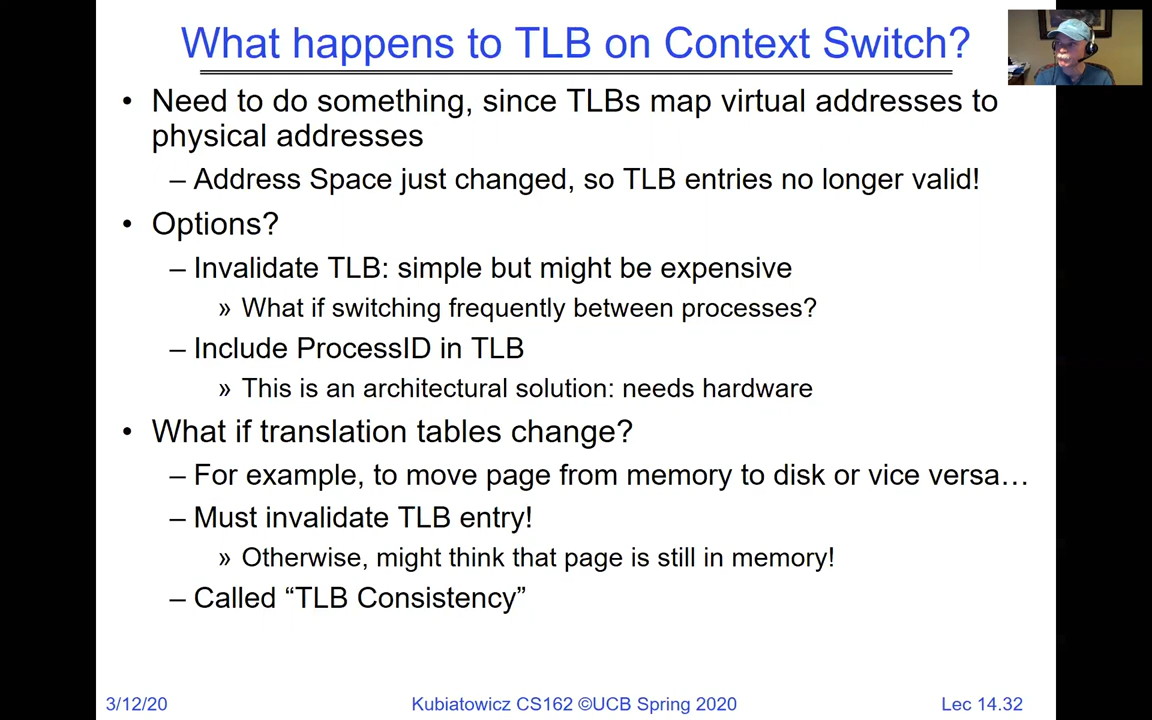 What happens to TLB on Context Switch?
• Need to do something, since TLBs map virtual addresses to
physical addresses
– Address Space just changed, so TLB entries no longer valid!
• Options?
– Invalidate TLB: simple but might be expensive
» What if switching frequently between processes?
– Include ProcessID in TLB
» This is an architectural solution: needs hardware
• What if translation tables change?
– For example, to move page from memory to disk or vice versa…
– Must invalidate TLB entry!
» Otherwise, might think that page is still in memory!
– Called “TLB Consistency”
3/12/20
Kubiatowicz CS162 ©UCB Spring 2020
Lec 14.32